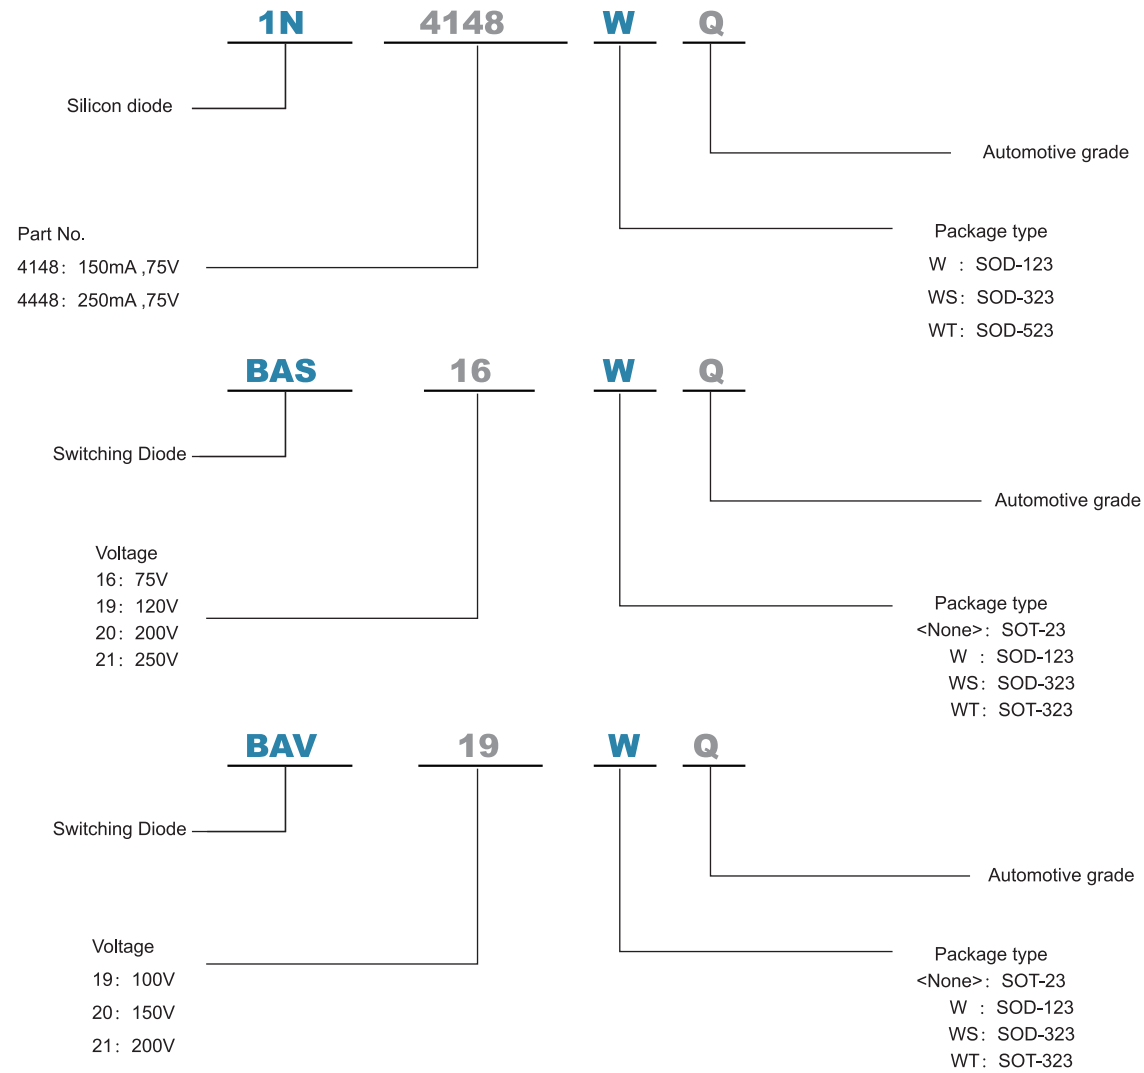 1N 4148 W Q
Silicon diode
Automotive grade
Part No.
4148: 150mA ,75V
4448: 250mA ,75V
Package type
W : SOD-123
WS: SOD-323
WT: SOD-523
BAS 16 W Q
Switching Diode
Automotive grade
Voltage
16: 75V
19: 120V
20: 200V
21: 250V
Package type
<None>: SOT-23
W : SOD-123
WS: SOD-323
WT: SOT-323
BAV 19 W Q
Switching Diode
Automotive grade
Voltage
19: 100V
20: 150V
21: 200V
Package type
<None>: SOT-23
W : SOD-123
WS: SOD-323
WT: SOT-323